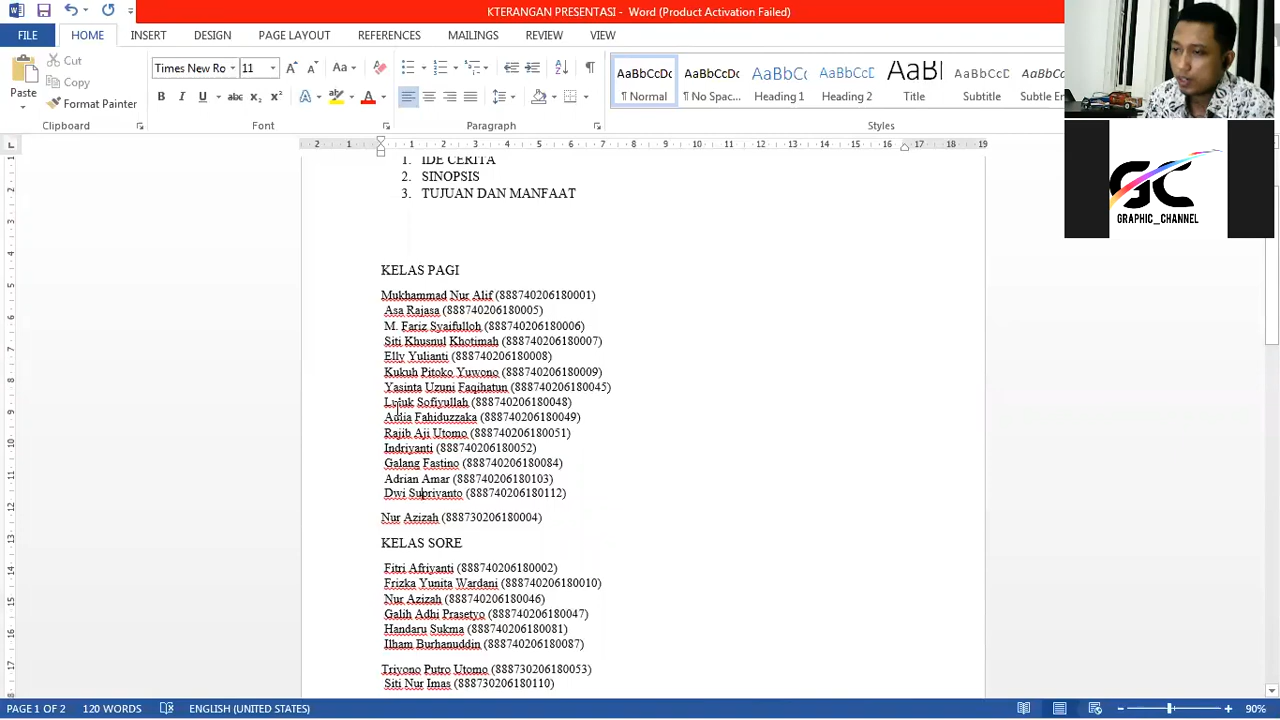 KTERANGAN PRESENTASI - Word (Product Activation Failed)
FILE HOME INSERT DESIGN PAGE LAYOUT REFERENCES MAILINGS REVIEW VIEW
Cut
Copy
Format Painter
Paste
Clipboard
Times New Ro 11
Font
Paragraph
AaBbCcDc AaBbCcDc AaBbCc AaBbCcC AaBl AaBbCcC AaBbCcDc
¶ Normal ¶ No Spac... Heading 1 Heading 2 Title Subtitle Subtle Em
Styles
GC
GRAPHIC_CHANNEL
1. IDE CERITA
2. SINOPSIS
3. TUJUAN DAN MANFAAT
KELAS PAGI
Mukhammad Nur Alif (888740206180001)
Asa Rajasa (888740206180005)
M. Fariz Syaifulloh (888740206180006)
Siti Khusnul Khotimah (888740206180007)
Elly Yulianti (888740206180008)
Kukuh Pitoko Yuwono (888740206180009)
Yasinta Uzuni Faqihatun (888740206180045)
Luluk Sofiyullah (888740206180048)
Aulia Fahiduzzaka (888740206180049)
Rajib Aji Utomo (888740206180051)
Indriyanti (888740206180052)
Galang Fastino (888740206180084)
Adrian Amar (888740206180103)
Dwi Supriyanto (888740206180112)
Nur Azizah (888730206180004)
KELAS SORE
Fitri Afriyanti (888740206180002)
Frizka Yunita Wardani (888740206180010)
Nur Azizah (888740206180046)
Galih Adhi Prasetyo (888740206180047)
Handaru Sukma (888740206180081)
Ilham Burhanuddin (888740206180087)
Triyono Putro Utomo (888730206180053)
Siti Nur Imas (888730206180110)
PAGE 1 OF 2 120 WORDS ENGLISH (UNITED STATES) 90%